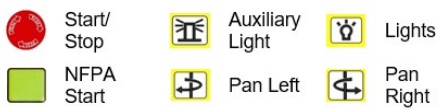 Start/
Stop
Auxiliary
Light
Lights
NFPA
Start
Pan Left
Pan
Right